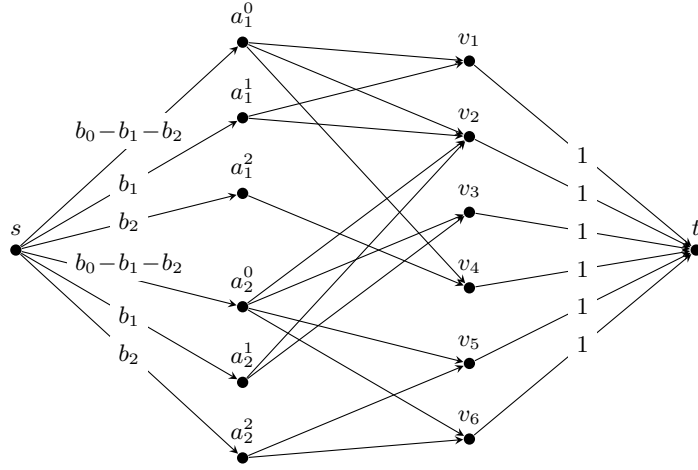 a_1^0
v_1
a_1^1
v_2
b_0−b_1−b_2
1
b_1
a_1^2
v_3
1
b_2
s
1
t
b_0−b_1−b_2
a_2^0
v_4
1
b_1
a_2^1
v_5
1
b_2
1
a_2^2
v_6